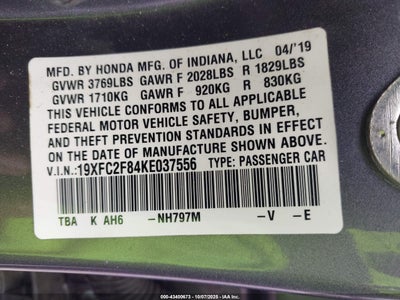 MFD. BY HONDA MFG. OF INDIANA, LLC 04/'19
GVWR 3769LBS GAWR F 2028LBS R 1829LBS
GVWR 1710KG GAWR F 920KG R 830KG
THIS VEHICLE CONFORMS TO ALL APPLICABLE
FEDERAL MOTOR VEHICLE SAFETY, BUMPER,
AND THEFT PREVENTION STANDARDS IN EFFECT
ON THE DATE OF MANUFACTURE SHOWN ABOVE.
V.I.N.:19XFC2F84KE037556 TYPE: PASSENGER CAR
TBA K AH6 -NH797M -V -E
000-43400673 - 10/07/2025 - IAA Inc.